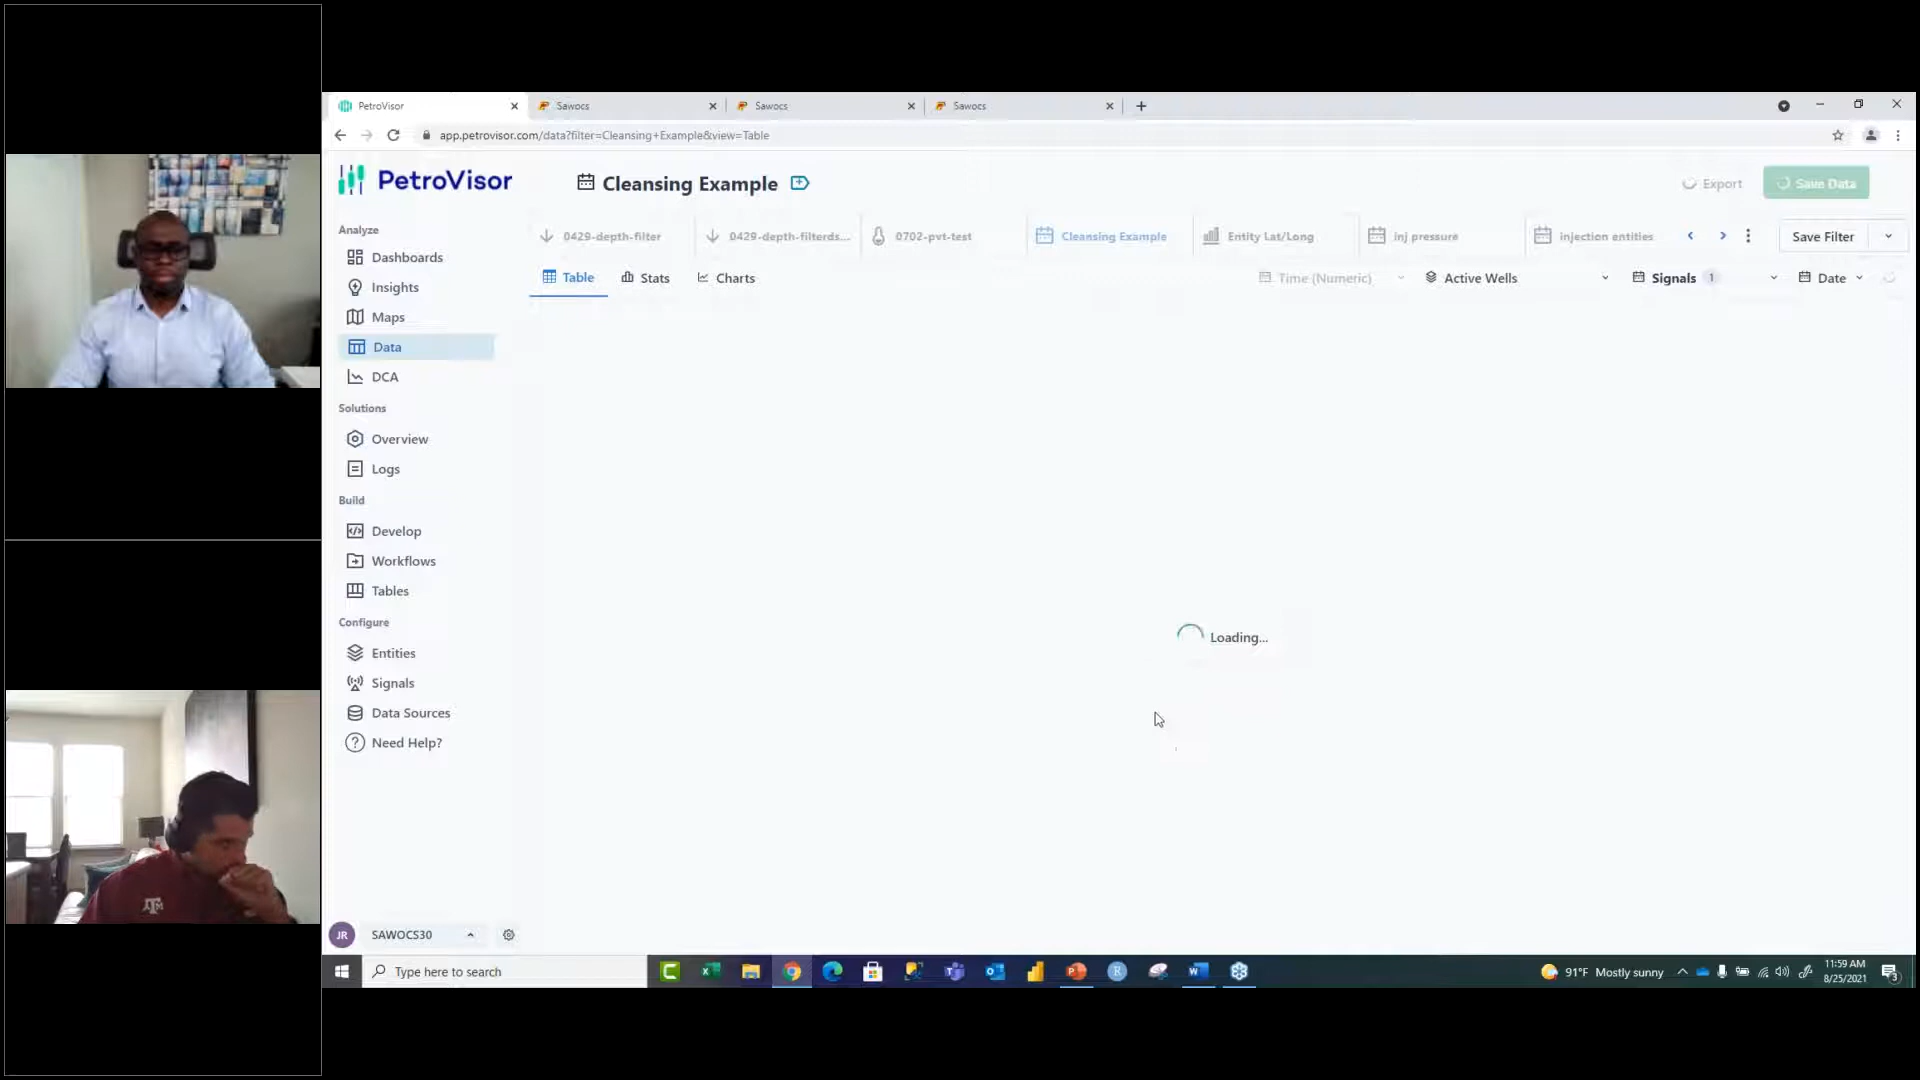 PetroVisor
Sawocs
Sawocs
Sawocs
app.petrovisor.com/data?filter=Cleansing+Example&view=Table
PetroVisor
Cleansing Example
Export
Save Data
0429-depth-filter
0429-depth-filterds...
0702-pvt-test
Cleansing Example
Entity Lat/Long
inj pressure
injection entities
Save Filter
Table
Stats
Charts
Time (Numeric)
Active Wells
Signals 1
Date
Analyze
Dashboards
Insights
Maps
Data
DCA
Solutions
Overview
Logs
Build
Develop
Workflows
Tables
Configure
Entities
Signals
Data Sources
Need Help?
Loading...
JR
SAWOCS30
ATM
Type here to search
91°F Mostly sunny
11:59 AM
8/25/2021
3